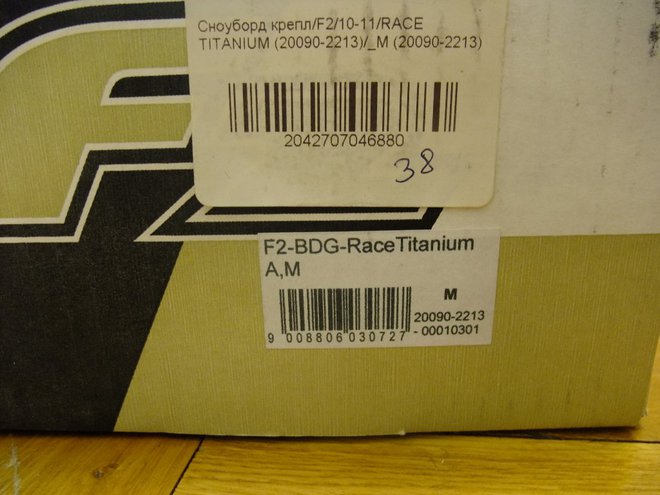 Сноуборд крепл/F2/10-11/RACE
TITANIUM (20090-2213)/_M (20090-2213)
2042707046880
38
F2-BDG-RaceTitanium
A,M
M
20090-2213
9 008806 030727 - 00010301